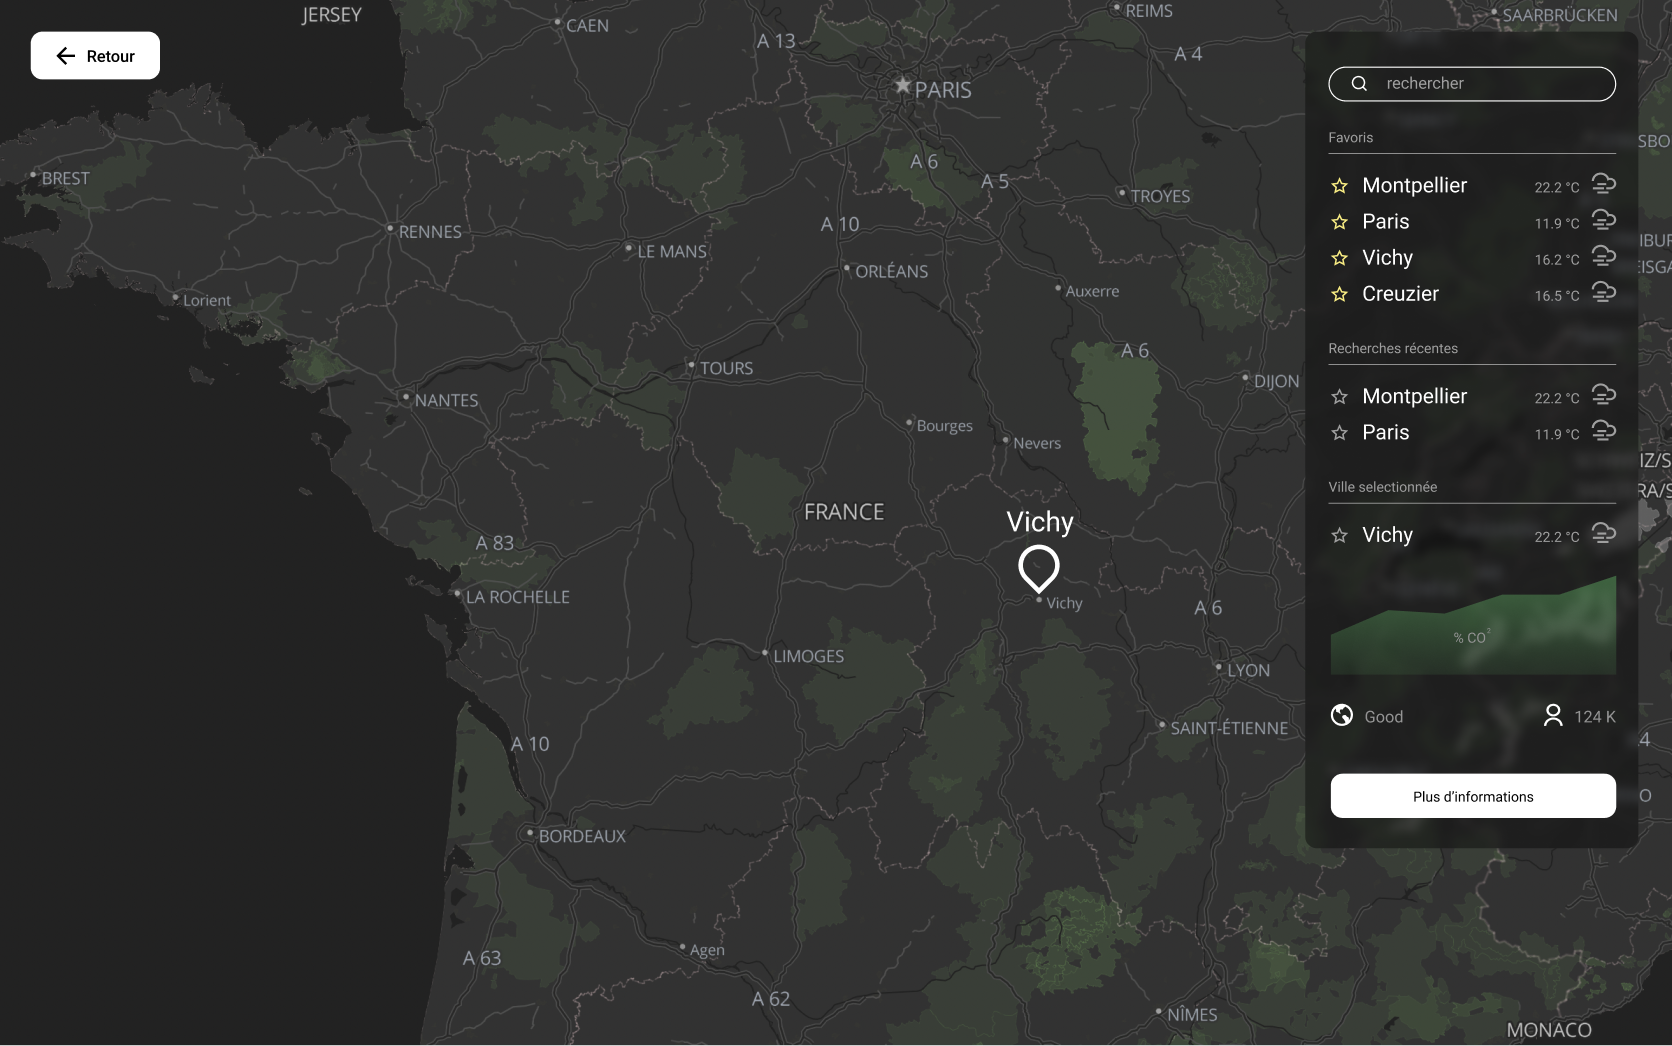 JERSEY
CAEN
REIMS
SAARBRÜCKEN
A 13
A 4
Retour
PARIS
rechercher
Favoris
A 6
A 5
BREST
TROYES
Montpellier 22.2 °C
Paris 11.9 °C
Vichy 16.2 °C
Creuzier 16.5 °C
A 10
RENNES
LE MANS
ORLÉANS
Auxerre
Lorient
Recherches récentes
A 6
TOURS
DIJON
Montpellier 22.2 °C
NANTES
Bourges
Paris 11.9 °C
Nevers
Ville selectionnée
FRANCE
Vichy
Vichy 22.2 °C
A 83
LA ROCHELLE
Vichy
A 6
% CO²
LIMOGES
LYON
Good 124 K
SAINT-ÉTIENNE
A 10
Plus d'informations
BORDEAUX
Agen
A 63
A 62
NÎMES
MONACO